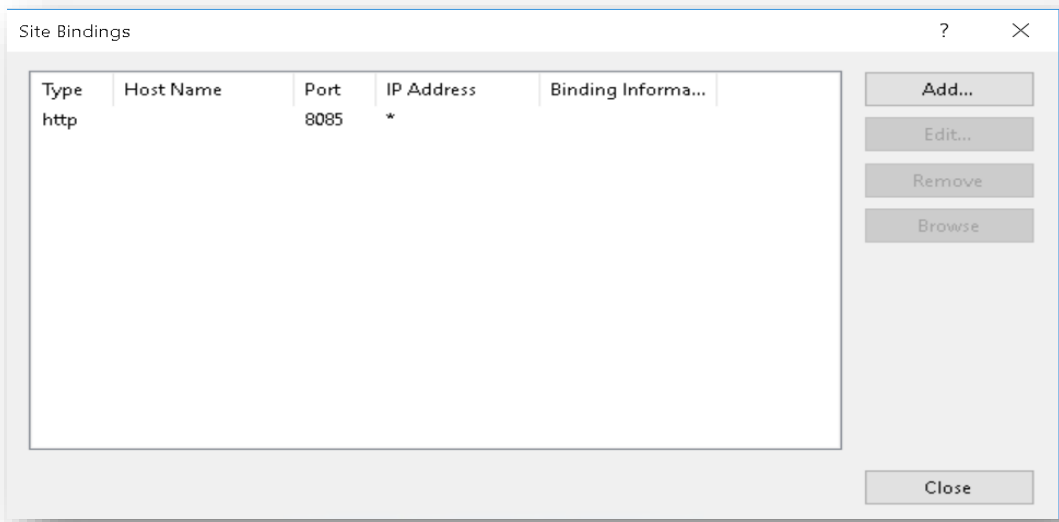 Site Bindings ? ×
Type Host Name Port IP Address Binding Informa...
http 8085 *
Add...
Edit...
Remove
Browse
Close